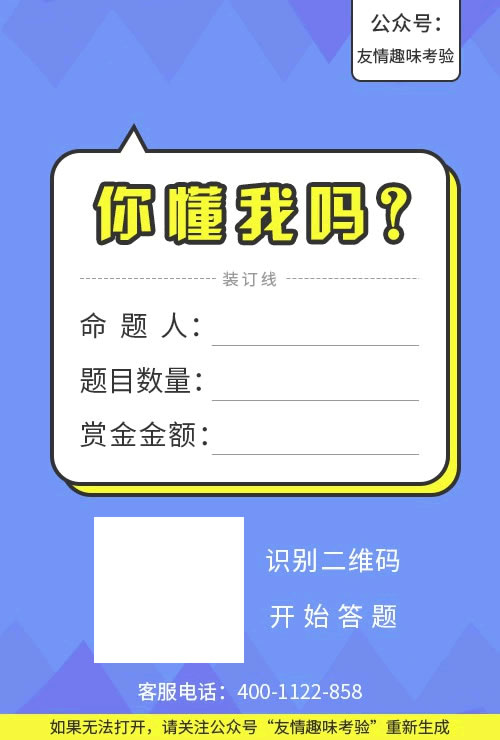 公众号：
友情趣味考验
你懂我吗？
装订线
命题人：
题目数量：
赏金金额：
识别二维码
开始答题
客服电话：400-1122-858
如果无法打开，请关注公众号“友情趣味考验”重新生成